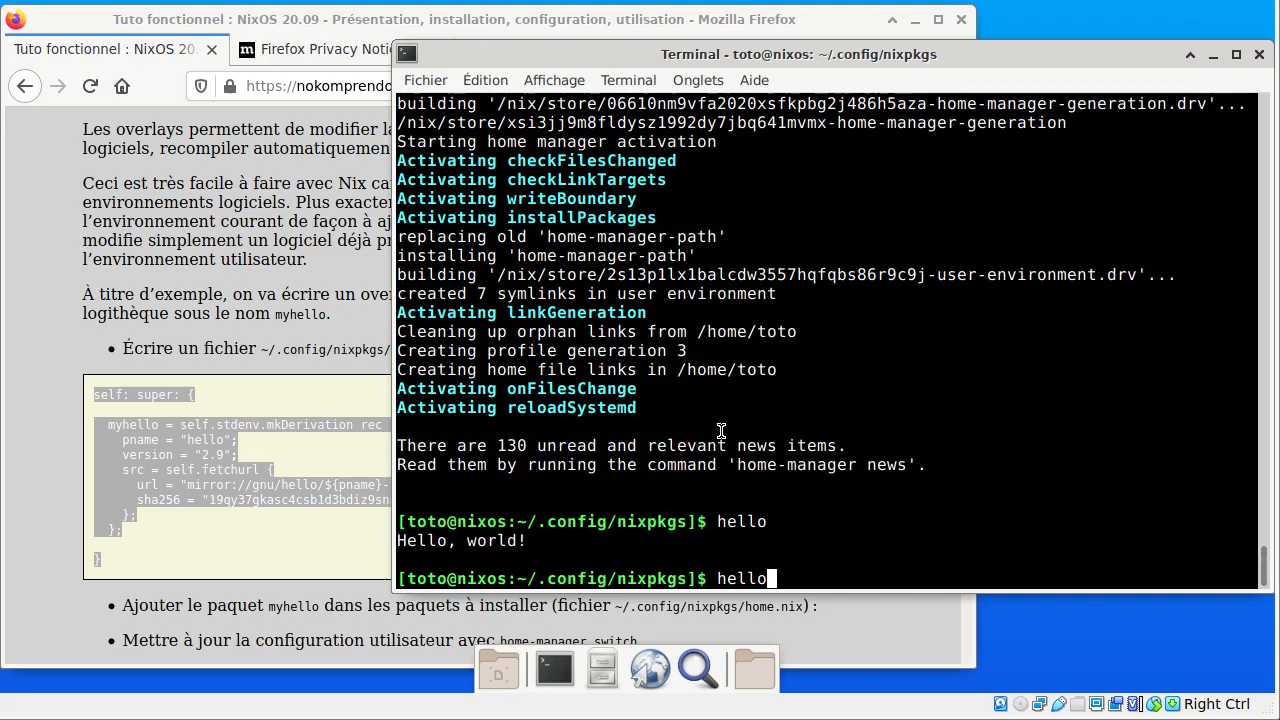 Tuto fonctionnel : NixOS 20.09 - Présentation, installation, configuration, utilisation - Mozilla Firefox
Tuto fonctionnel : NixOS 20.
Firefox Privacy Noti
https://nokomprendo
Les overlays permettent de modifier la
logiciels, recompiler automatiquemen
Ceci est très facile à faire avec Nix car
environnements logiciels. Plus exacte
l'environnement courant de façon à aj
modifie simplement un logiciel déjà pr
l'environnement utilisateur.
À titre d'exemple, on va écrire un over
logithèque sous le nom myhello.
• Écrire un fichier ~/.config/nixpkgs/
self: super: {
myhello = self.stdenv.mkDerivation rec
pname = "hello";
version = "2.9";
src = self.fetchurl {
url = "mirror://gnu/hello/${pname}-
sha256 = "19qy37gkasc4csb1d3bdiz9sn
};
};
}
• Ajouter le paquet myhello dans les paquets à installer (fichier ~/.config/nixpkgs/home.nix) :
• Mettre à jour la configuration utilisateur avec home-manager switch.
Terminal - toto@nixos: ~/.config/nixpkgs
Fichier Édition Affichage Terminal Onglets Aide
building '/nix/store/06610nm9vfa2020xsfkpbg2j486h5aza-home-manager-generation.drv'...
/nix/store/xsi3jj9m8fldysz1992dy7jbq641mvmx-home-manager-generation
Starting home manager activation
Activating checkFilesChanged
Activating checkLinkTargets
Activating writeBoundary
Activating installPackages
replacing old 'home-manager-path'
installing 'home-manager-path'
building '/nix/store/2s13p1lx1balcdw3557hqfqbs86r9c9j-user-environment.drv'...
created 7 symlinks in user environment
Activating linkGeneration
Cleaning up orphan links from /home/toto
Creating profile generation 3
Creating home file links in /home/toto
Activating onFilesChange
Activating reloadSystemd
There are 130 unread and relevant news items.
Read them by running the command 'home-manager news'.
[toto@nixos:~/.config/nixpkgs]$ hello
Hello, world!
[toto@nixos:~/.config/nixpkgs]$ hello
Right Ctrl